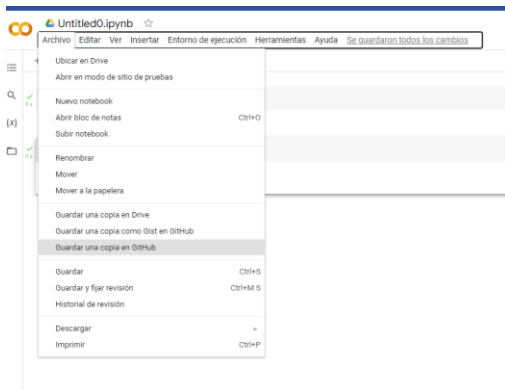 Untitled0.ipynb
Archivo Editar Ver Insertar Entorno de ejecución Herramientas Ayuda Se guardaron todos los cambios
Ubicar en Drive
Abrir en modo de sitio de pruebas
Nuevo notebook
Abrir bloc de notas Ctrl+O
Subir notebook
Renombrar
Mover
Mover a la papelera
Guardar una copia en Drive
Guardar una copia como Gist en GitHub
Guardar una copia en GitHub
Guardar Ctrl+S
Guardar y fijar revisión Ctrl+M S
Historial de revisión
Descargar
Imprimir Ctrl+P
{x}